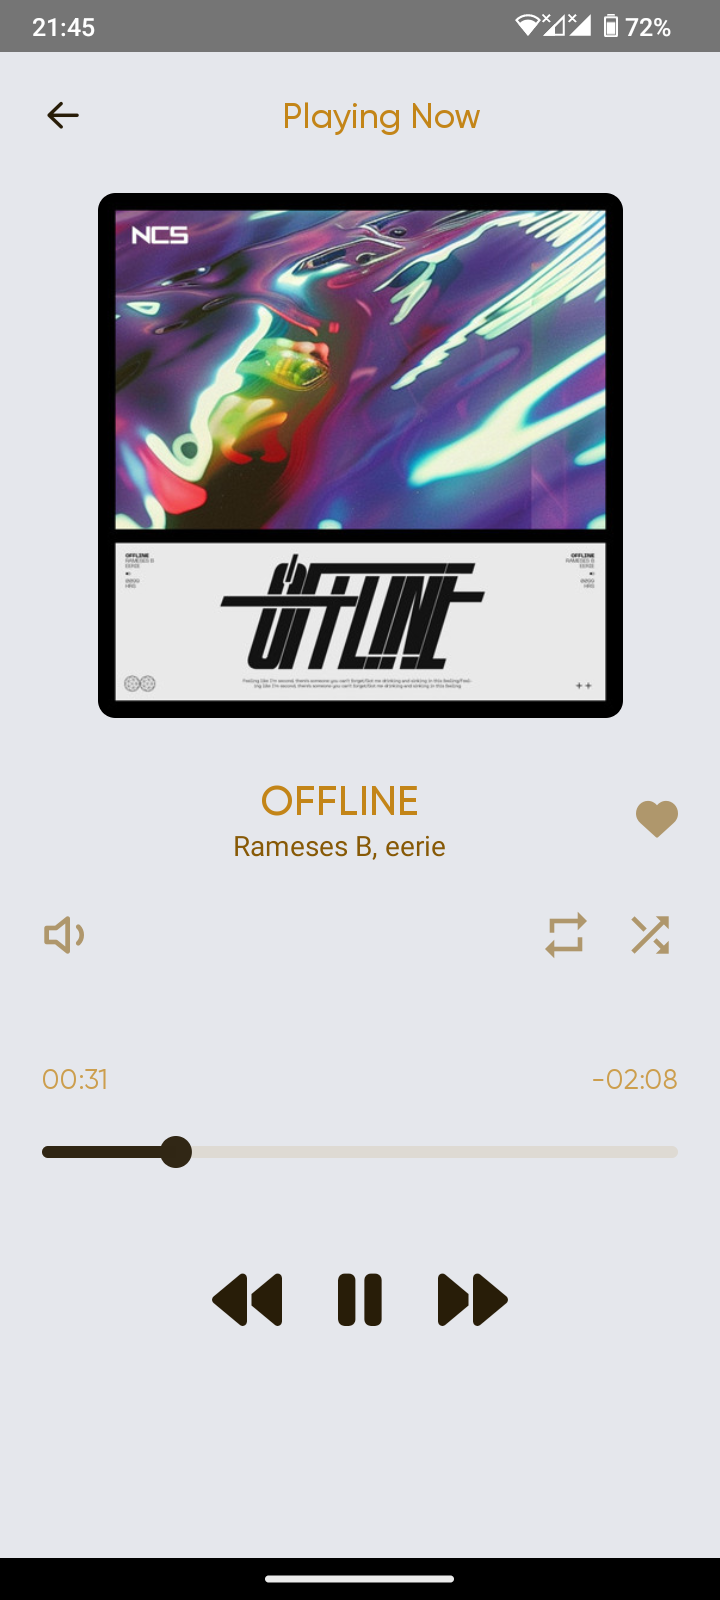 21:45
72%
Playing Now
NCS
OFFLINE
RAMESES B
EERIE
OFFLINE
RAMESES B
EERIE
OFFLINE
OFFLINE
Rameses B, eerie
00:31
-02:08